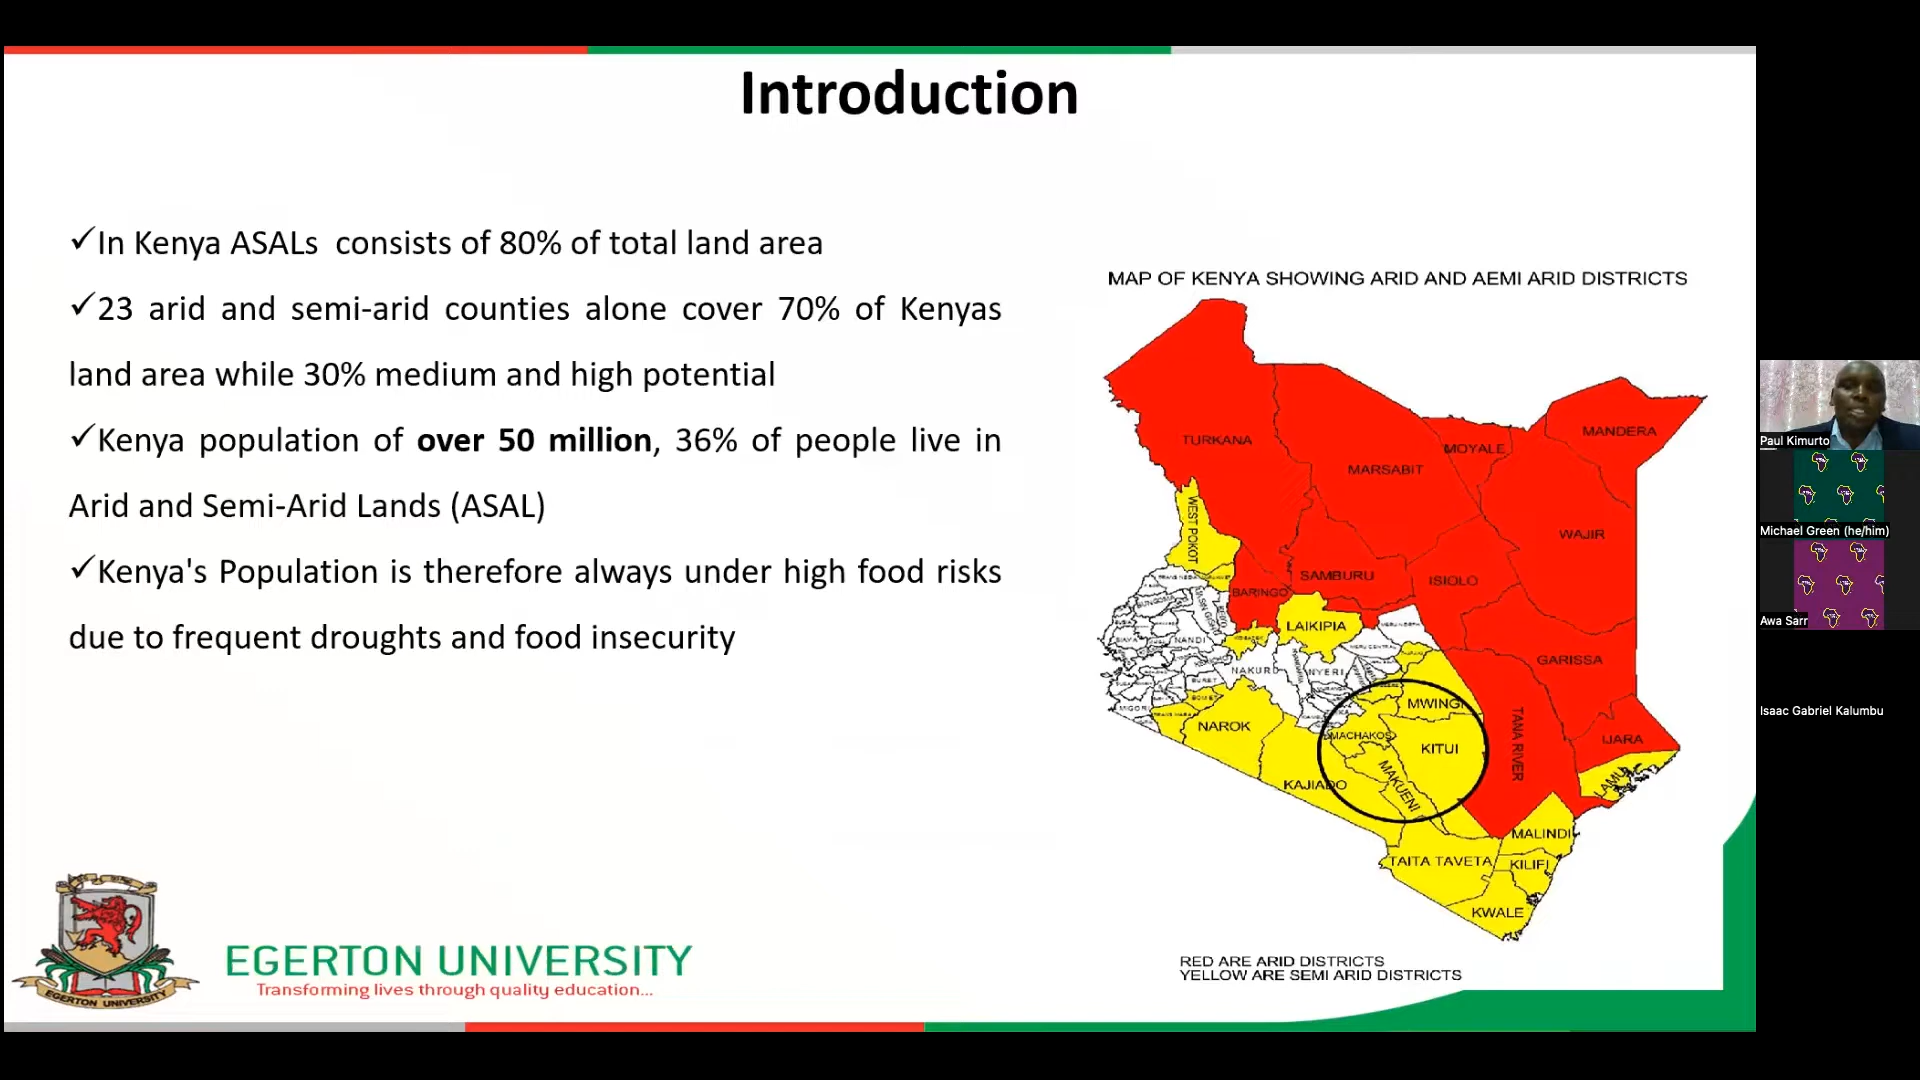 Introduction
✓In Kenya ASALs consists of 80% of total land area
✓23 arid and semi-arid counties alone cover 70% of Kenyas
land area while 30% medium and high potential
✓Kenya population of over 50 million, 36% of people live in
Arid and Semi-Arid Lands (ASAL)
✓Kenya's Population is therefore always under high food risks
due to frequent droughts and food insecurity
MAP OF KENYA SHOWING ARID AND AEMI ARID DISTRICTS
TURKANA
MARSABIT
MOYALE
MANDERA
WEST POKOT
WAJIR
SAMBURU
ISIOLO
BARINGO
LAIKIPIA
NANDI
NAKURU
NYERI
GARISSA
MIGORI
NAROK
MWINGI
MACHAKOS
KITUI
MAKUENI
KAJIADO
TANA RIVER
IJARA
LAMU
MALINDI
TAITA TAVETA
KILIFI
KWALE
RED ARE ARID DISTRICTS
YELLOW ARE SEMI ARID DISTRICTS
EGERTON UNIVERSITY
EGERTON UNIVERSITY
Transforming lives through quality education...
Paul Kimurto
Michael Green (he/him)
Awa Sarr
Isaac Gabriel Kalumbu